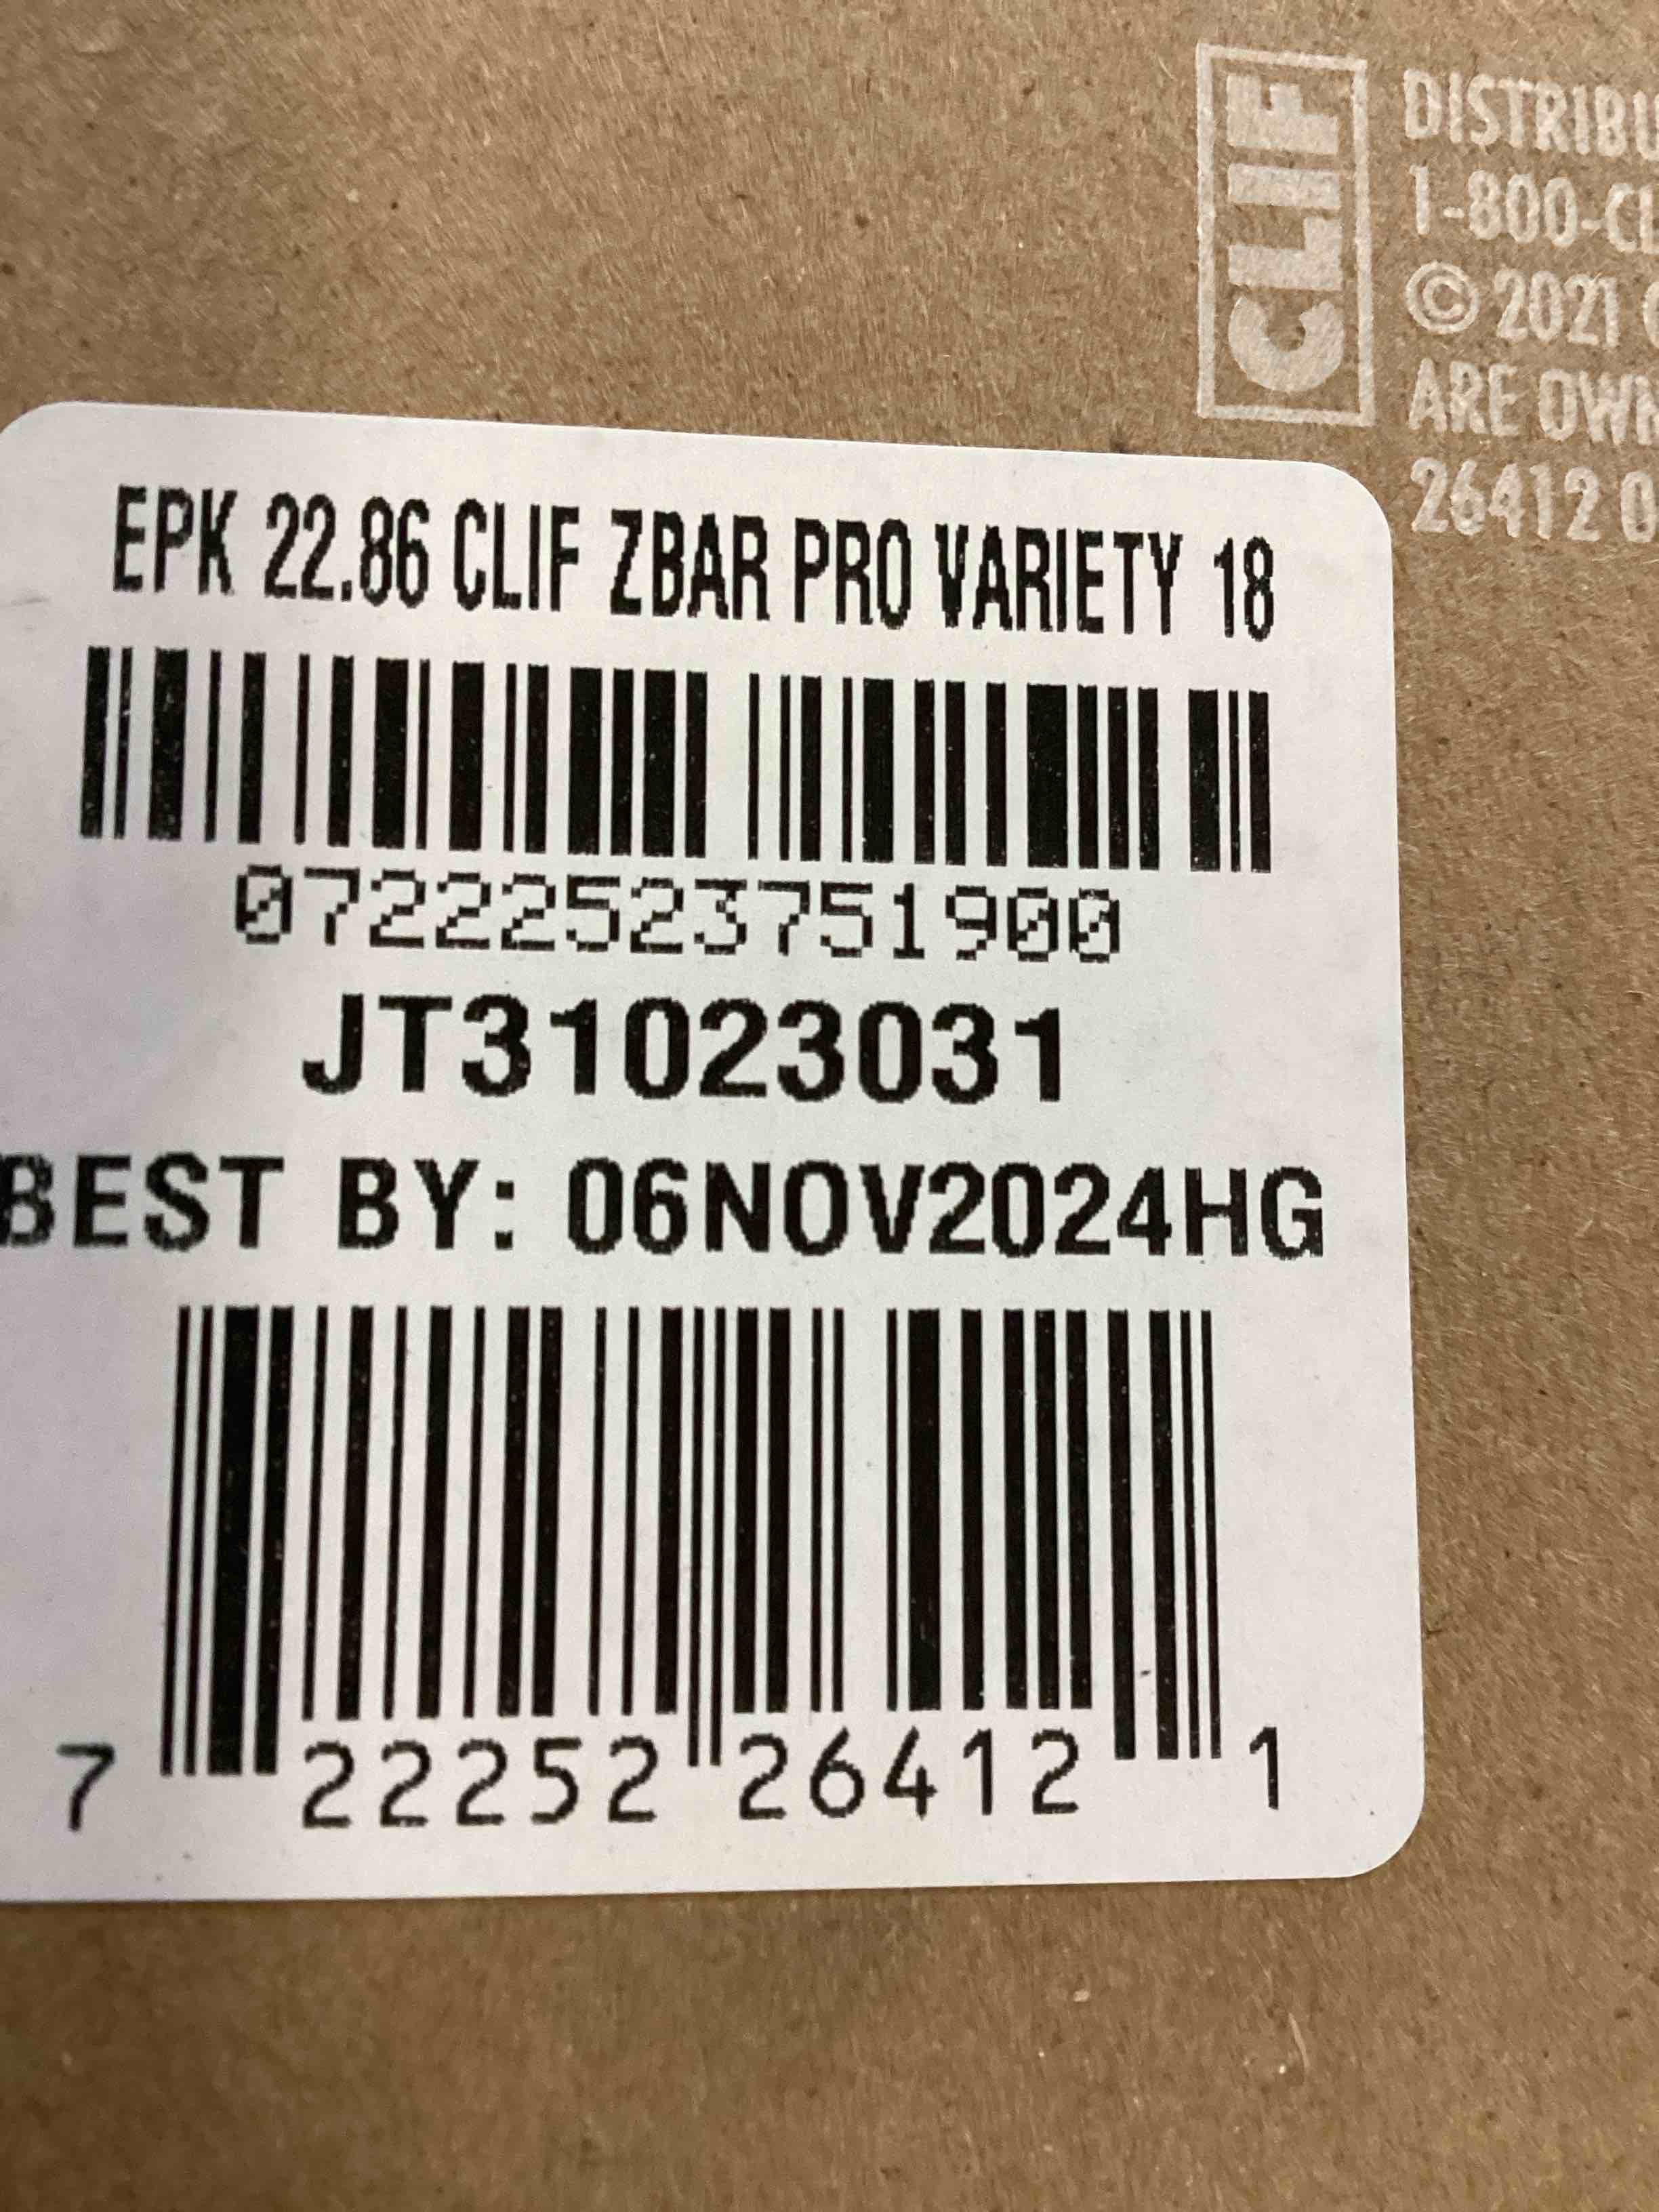 CLIF
DISTRIBU
1-800-CL
© 2021
ARE OWN
26412 0
EPK 22.86 CLIF ZBAR PRO VARIETY 18
07222523751900
JT31023031
BEST BY: 06NOV2024HG
7 22252 26412 1